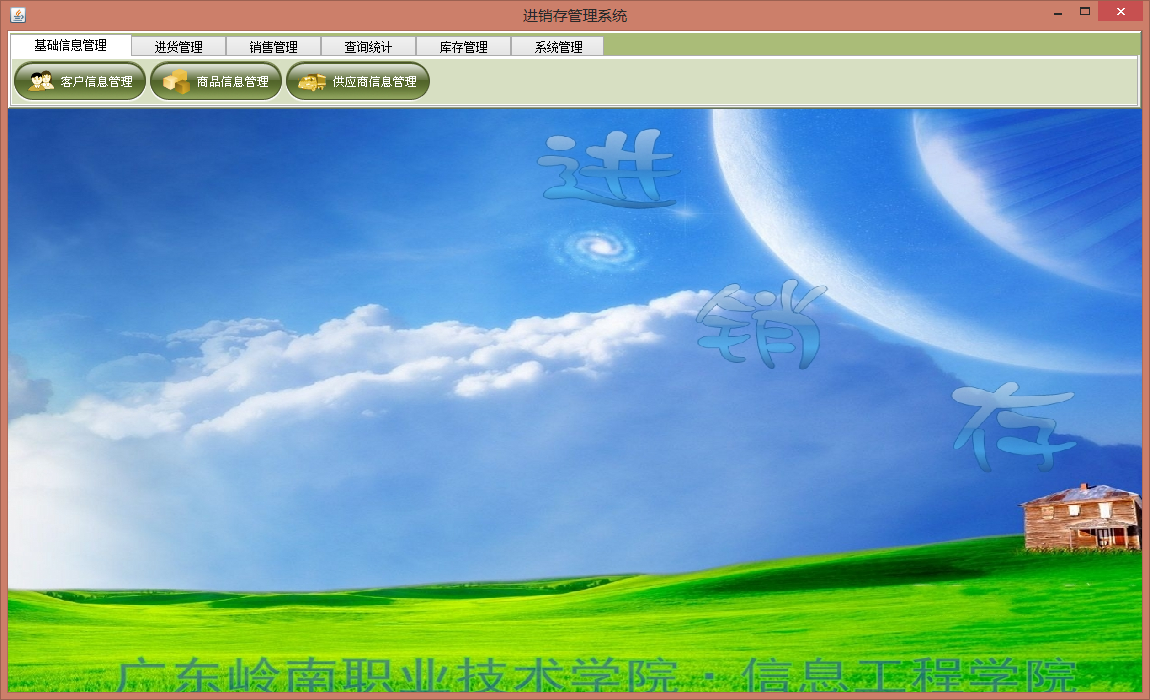 进销存管理系统
基础信息管理 进货管理 销售管理 查询统计 库存管理 系统管理
客户信息管理 商品信息管理 供应商信息管理
进
销
存
广东岭南职业技术学院·信息工程学院